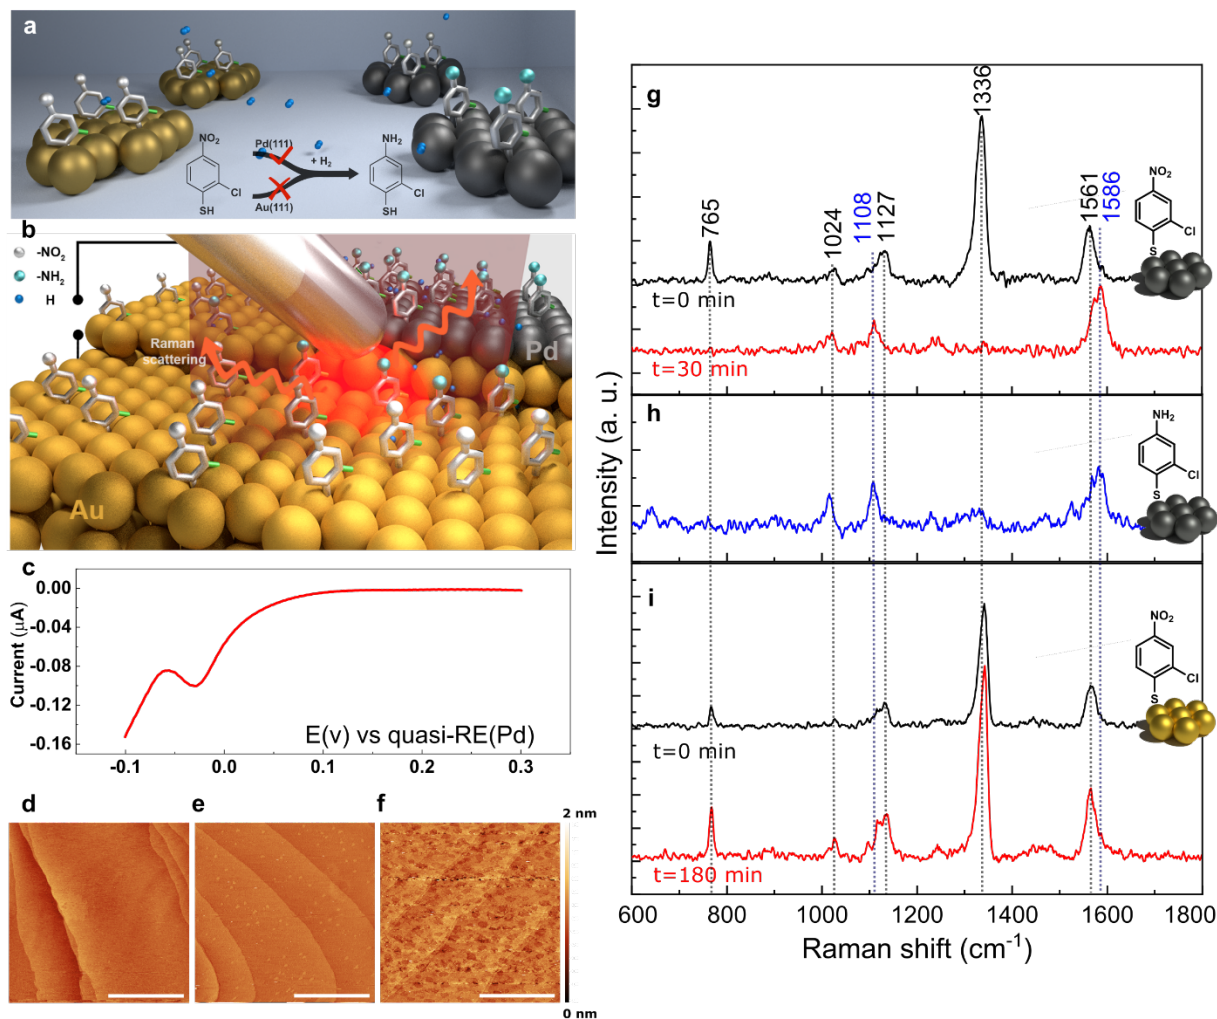 a
NO₂
Pd(111)
+ H₂
NH₂
Cl
Cl
Au(111)
SH
SH
b
-NO₂
-NH₂
H
Raman
scattering
Pd
Au
c
0.00
-0.04
-0.08
-0.12
-0.16
Current (μA)
E(v) vs quasi-RE(Pd)
-0.1
0.0
0.1
0.2
0.3
d
e
f
2 nm
0 nm
g
765
1024
1108
1127
1336
1561
1586
NO₂
Cl
S
t=0 min
t=30 min
h
NH₂
Cl
S
Intensity (a. u.)
i
NO₂
Cl
S
t=0 min
t=180 min
600
800
1000
1200
1400
1600
1800
Raman shift (cm⁻¹)